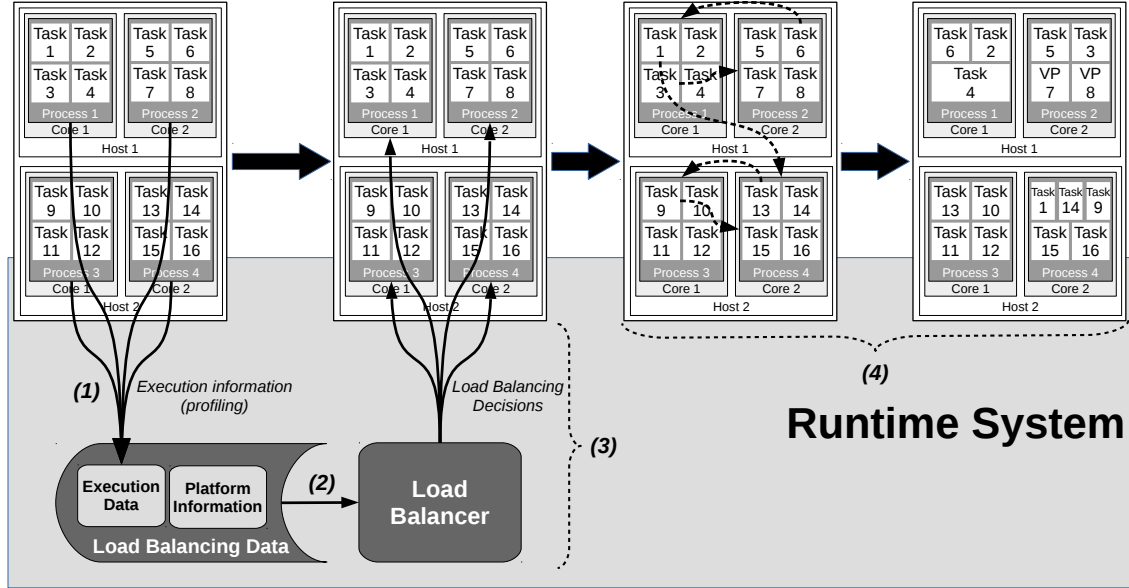 Task 1
Task 2
Task 3
Task 4
Process 1
Core 1
Task 5
Task 6
Task 7
Task 8
Process 2
Core 2
Host 1
Task 9
Task 10
Task 11
Task 12
Process 3
Core 1
Task 13
Task 14
Task 15
Task 16
Process 4
Core 2
Host 2
Task 1
Task 2
Task 3
Task 4
Process 1
Core 1
Task 5
Task 6
Task 7
Task 8
Process 2
Core 2
Host 1
Task 9
Task 10
Task 11
Task 12
Process 3
Core 1
Task 13
Task 14
Task 15
Task 16
Process 4
Core 2
Host 2
Task 1
Task 2
Task 3
Task 4
Process 1
Core 1
Task 5
Task 6
Task 7
Task 8
Process 2
Core 2
Host 1
Task 9
Task 10
Task 11
Task 12
Process 3
Core 1
Task 13
Task 14
Task 15
Task 16
Process 4
Core 2
Host 2
Task 6
Task 2
Task 4
Process 1
Core 1
Task 5
Task 3
VP 7
VP 8
Process 2
Core 2
Host 1
Task 13
Task 10
Task 11
Task 12
Process 3
Core 1
Task 1
Task 14
Task 9
Task 15
Task 16
Process 4
Core 2
Host 2
(1)
Execution information
(profiling)
Load Balancing
Decisions
(3)
(4)
Runtime System
Execution
Data
Platform
Information
Load Balancing Data
(2)
Load
Balancer